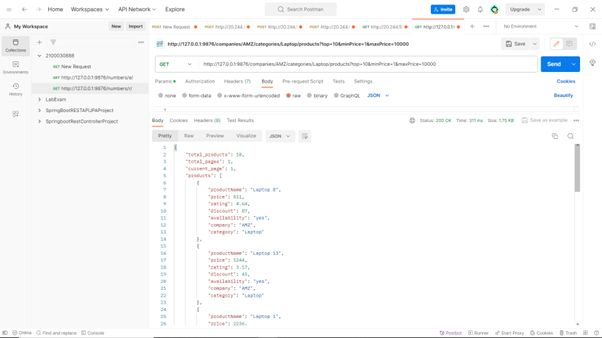 Home Workspaces API Network Explore Search Postman Invite Upgrade
My Workspace New Import POST New Request POST http://20.244. POST http://20.244.! POST http://20.244.! GET http://20.244.5 GET http://127.0.0.1:! No Environment
Collections
2100030888
GET New Request
Environments
GET http://127.0.0.1:9876/numbers/a/
GET http://127.0.0.1:9876/numbers/r/
History
LabExam
SpringBootRESTAPIJPAProject
SpringbootRestControllerProject
http://127.0.0.1:9876/companies/AMZ/categories/Laptop/products?top=10&minPrice=1&maxPrice=10000 Save
GET http://127.0.0.1:9876/companies/AMZ/categories/Laptop/products?top=10&minPrice=1&maxPrice=10000 Send
Params Authorization Headers (7) Body Pre-request Script Tests Settings Cookies
none form-data x-www-form-urlencoded raw binary GraphQL JSON Beautify
1
Body Cookies Headers (8) Test Results Status: 200 OK Time: 311 ms Size: 1.75 KB Save as example
Pretty Raw Preview Visualize JSON
1 {
2 "total_products": 10,
3 "total_pages": 1,
4 "current_page": 1,
5 "products": [
6 {
7 "productName": "Laptop 8",
8 "price": 611,
9 "rating": 4.64,
10 "discount": 97,
11 "availability": "yes",
12 "company": "AMZ",
13 "category": "Laptop"
14 },
15 {
16 "productName": "Laptop 13",
17 "price": 1244,
18 "rating": 3.17,
19 "discount": 45,
20 "availability": "yes",
21 "company": "AMZ",
22 "category": "Laptop"
23 },
24 {
25 "productName": "Laptop 1",
26 "price": 2236,
Online Find and replace Console Postbot Runner Start Proxy Cookies Trash